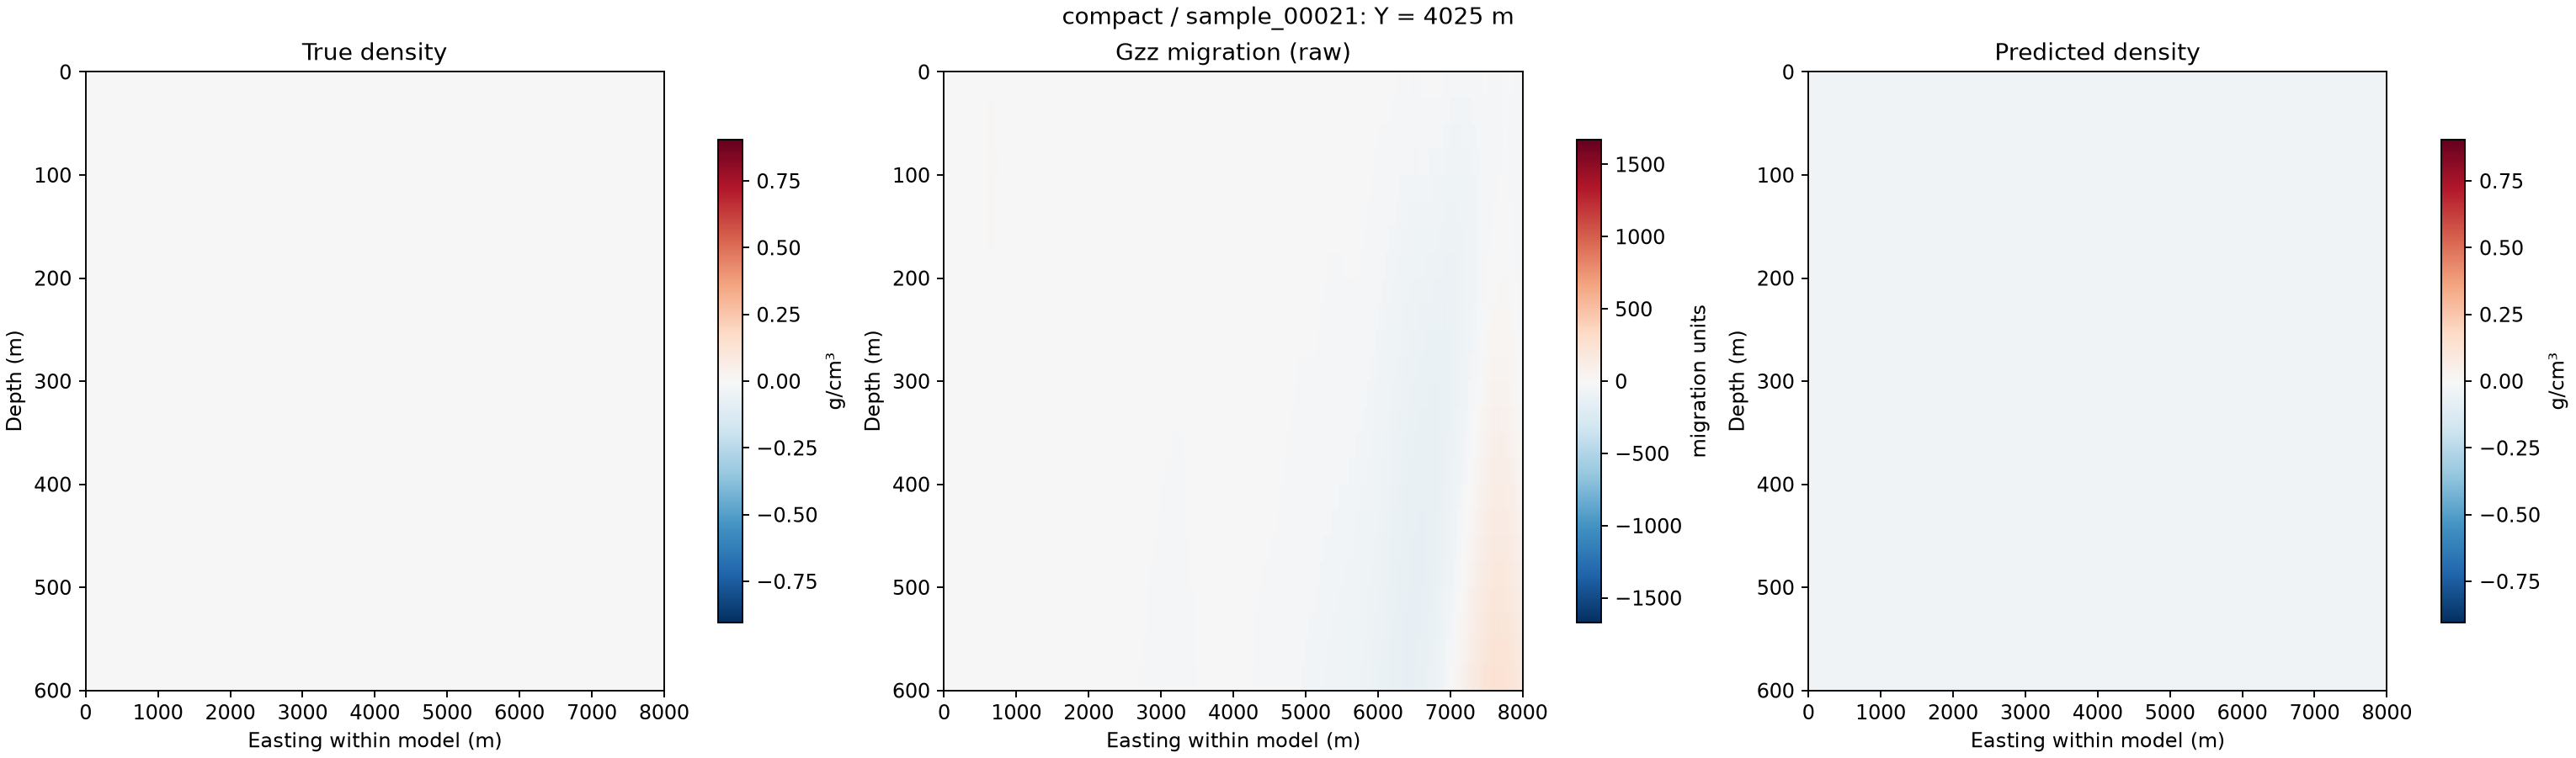 compact / sample_00021: Y = 4025 m
True density
0
100
200
300
400
500
600
Depth (m)
0 1000 2000 3000 4000 5000 6000 7000 8000
Easting within model (m)
0.75
0.50
0.25
0.00
−0.25
−0.50
−0.75
g/cm³
Gzz migration (raw)
0
100
200
300
400
500
600
Depth (m)
0 1000 2000 3000 4000 5000 6000 7000 8000
Easting within model (m)
1500
1000
500
0
−500
−1000
−1500
migration units
Predicted density
0
100
200
300
400
500
600
Depth (m)
0 1000 2000 3000 4000 5000 6000 7000 8000
Easting within model (m)
0.75
0.50
0.25
0.00
−0.25
−0.50
−0.75
g/cm³